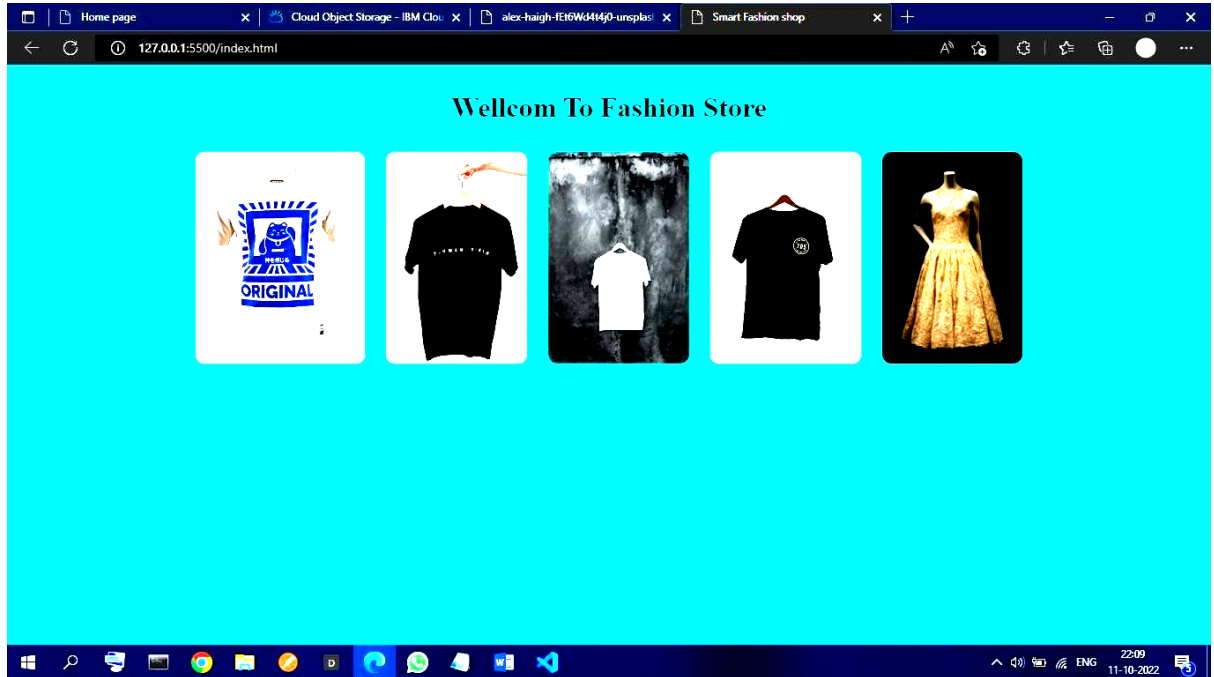 Home page
Cloud Object Storage - IBM Clou
alex-haigh-fEt6Wd4t4j0-unsplasl
Smart Fashion shop
127.0.0.1:5500/index.html
Wellcom To Fashion Store
ORIGINAL
ENG
22:09
11-10-2022